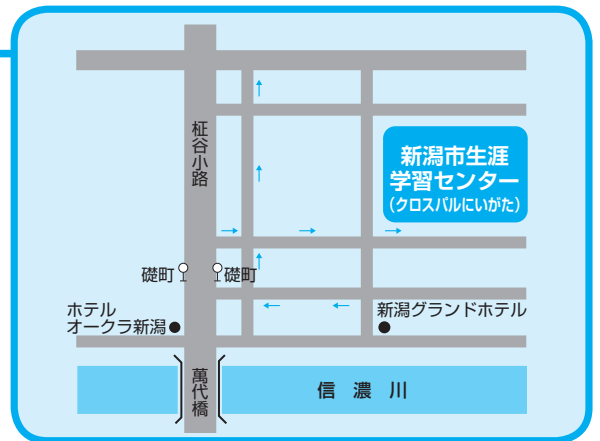 柾谷小路
新潟市生涯
学習センター
(クロスパルにいがた)
礎町
礎町
ホテル
オークラ新潟
新潟グランドホテル
萬代橋
信濃川